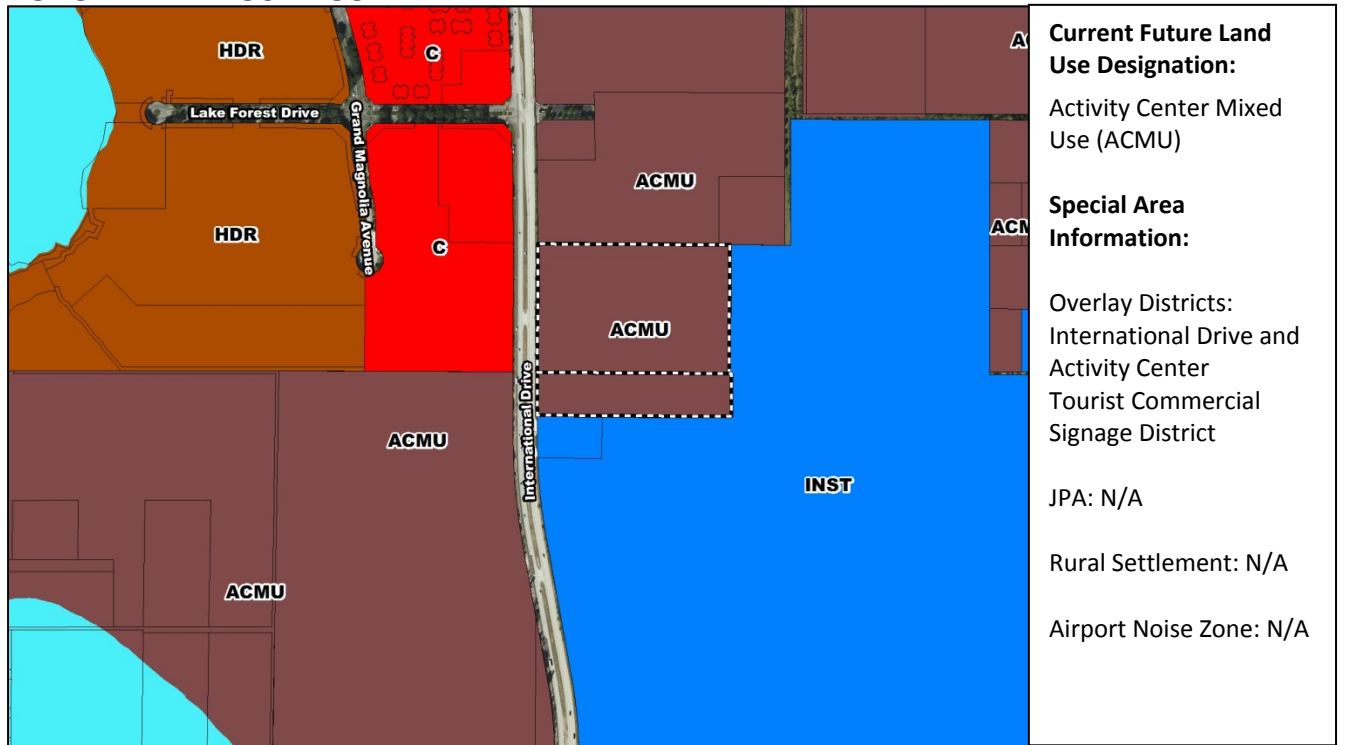 HDR
C
Lake Forest Drive
Grand Magnolia Avenue
ACMU
HDR
C
ACMU
International Drive
ACMU
INST
ACMU
Current Future Land
Use Designation:
Activity Center Mixed
Use (ACMU)
Special Area
Information:
Overlay Districts:
International Drive and
Activity Center
Tourist Commercial
Signage District
JPA: N/A
Rural Settlement: N/A
Airport Noise Zone: N/A